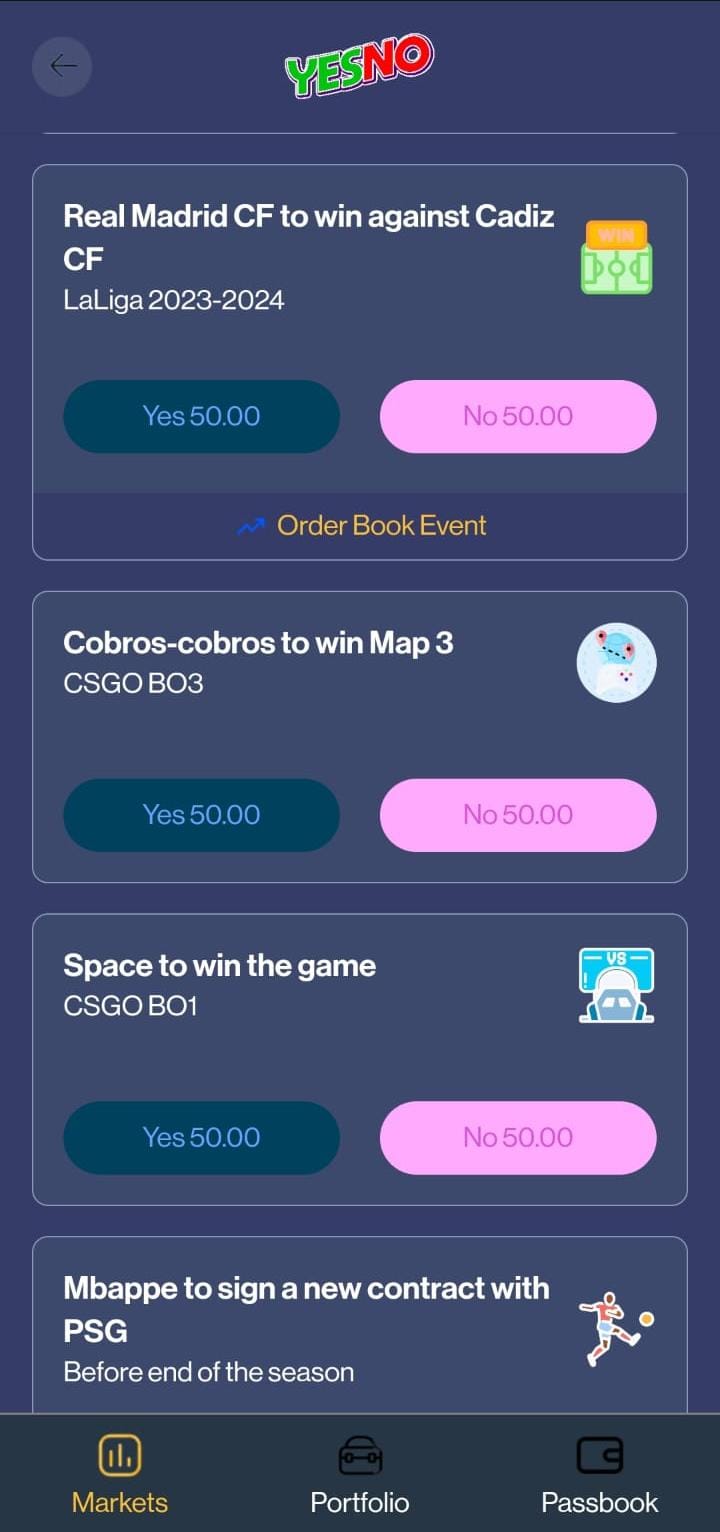 YESNO
Real Madrid CF to win against Cadiz
CF
LaLiga 2023-2024
WIN
Yes 50.00
No 50.00
Order Book Event
Cobros-cobros to win Map 3
CSGO BO3
Yes 50.00
No 50.00
Space to win the game
CSGO BO1
VS
Yes 50.00
No 50.00
Mbappe to sign a new contract with
PSG
Before end of the season
Markets
Portfolio
Passbook